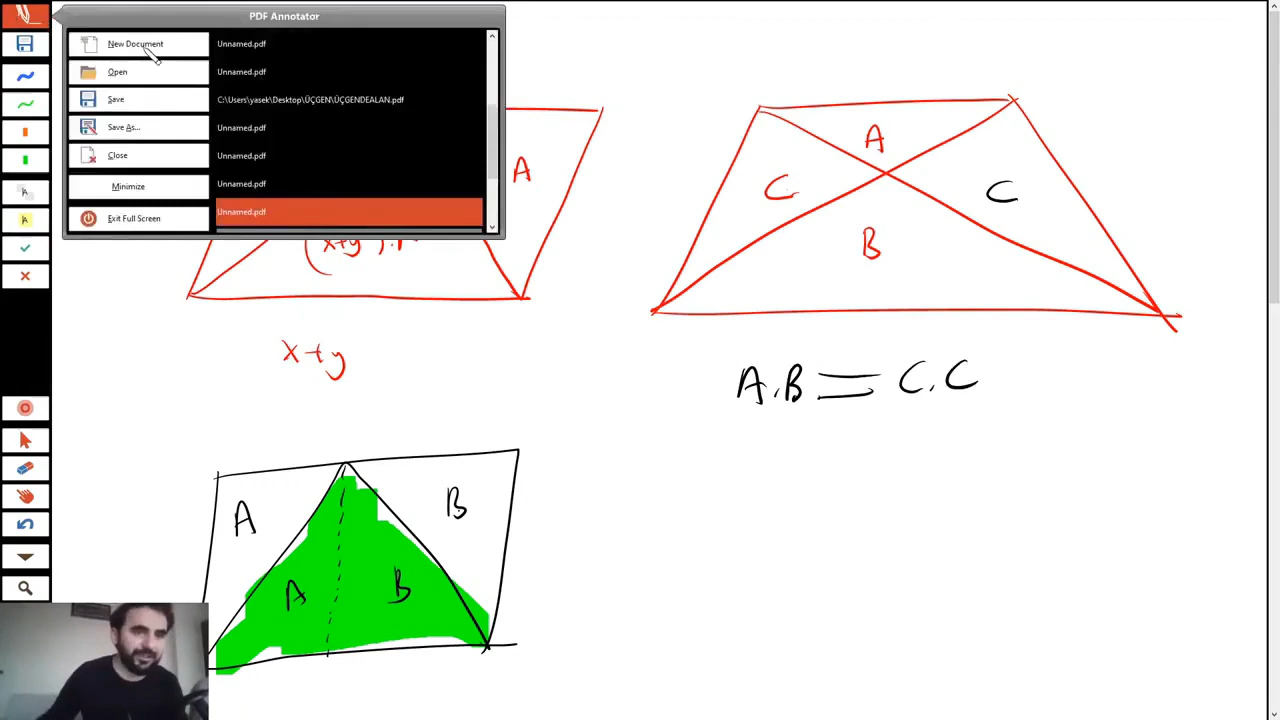 PDF Annotator
New Document
Unnamed.pdf
Open
Unnamed.pdf
Save
C:\Users\yasek\Desktop\ÜÇGEN\ÜÇGENDEALAN.pdf
Save As...
Unnamed.pdf
Close
Unnamed.pdf
Minimize
Unnamed.pdf
Exit Full Screen
Unnamed.pdf
A
(x+y).
x+y
A
C
C
B
A.B = C.C
A
B
A
B